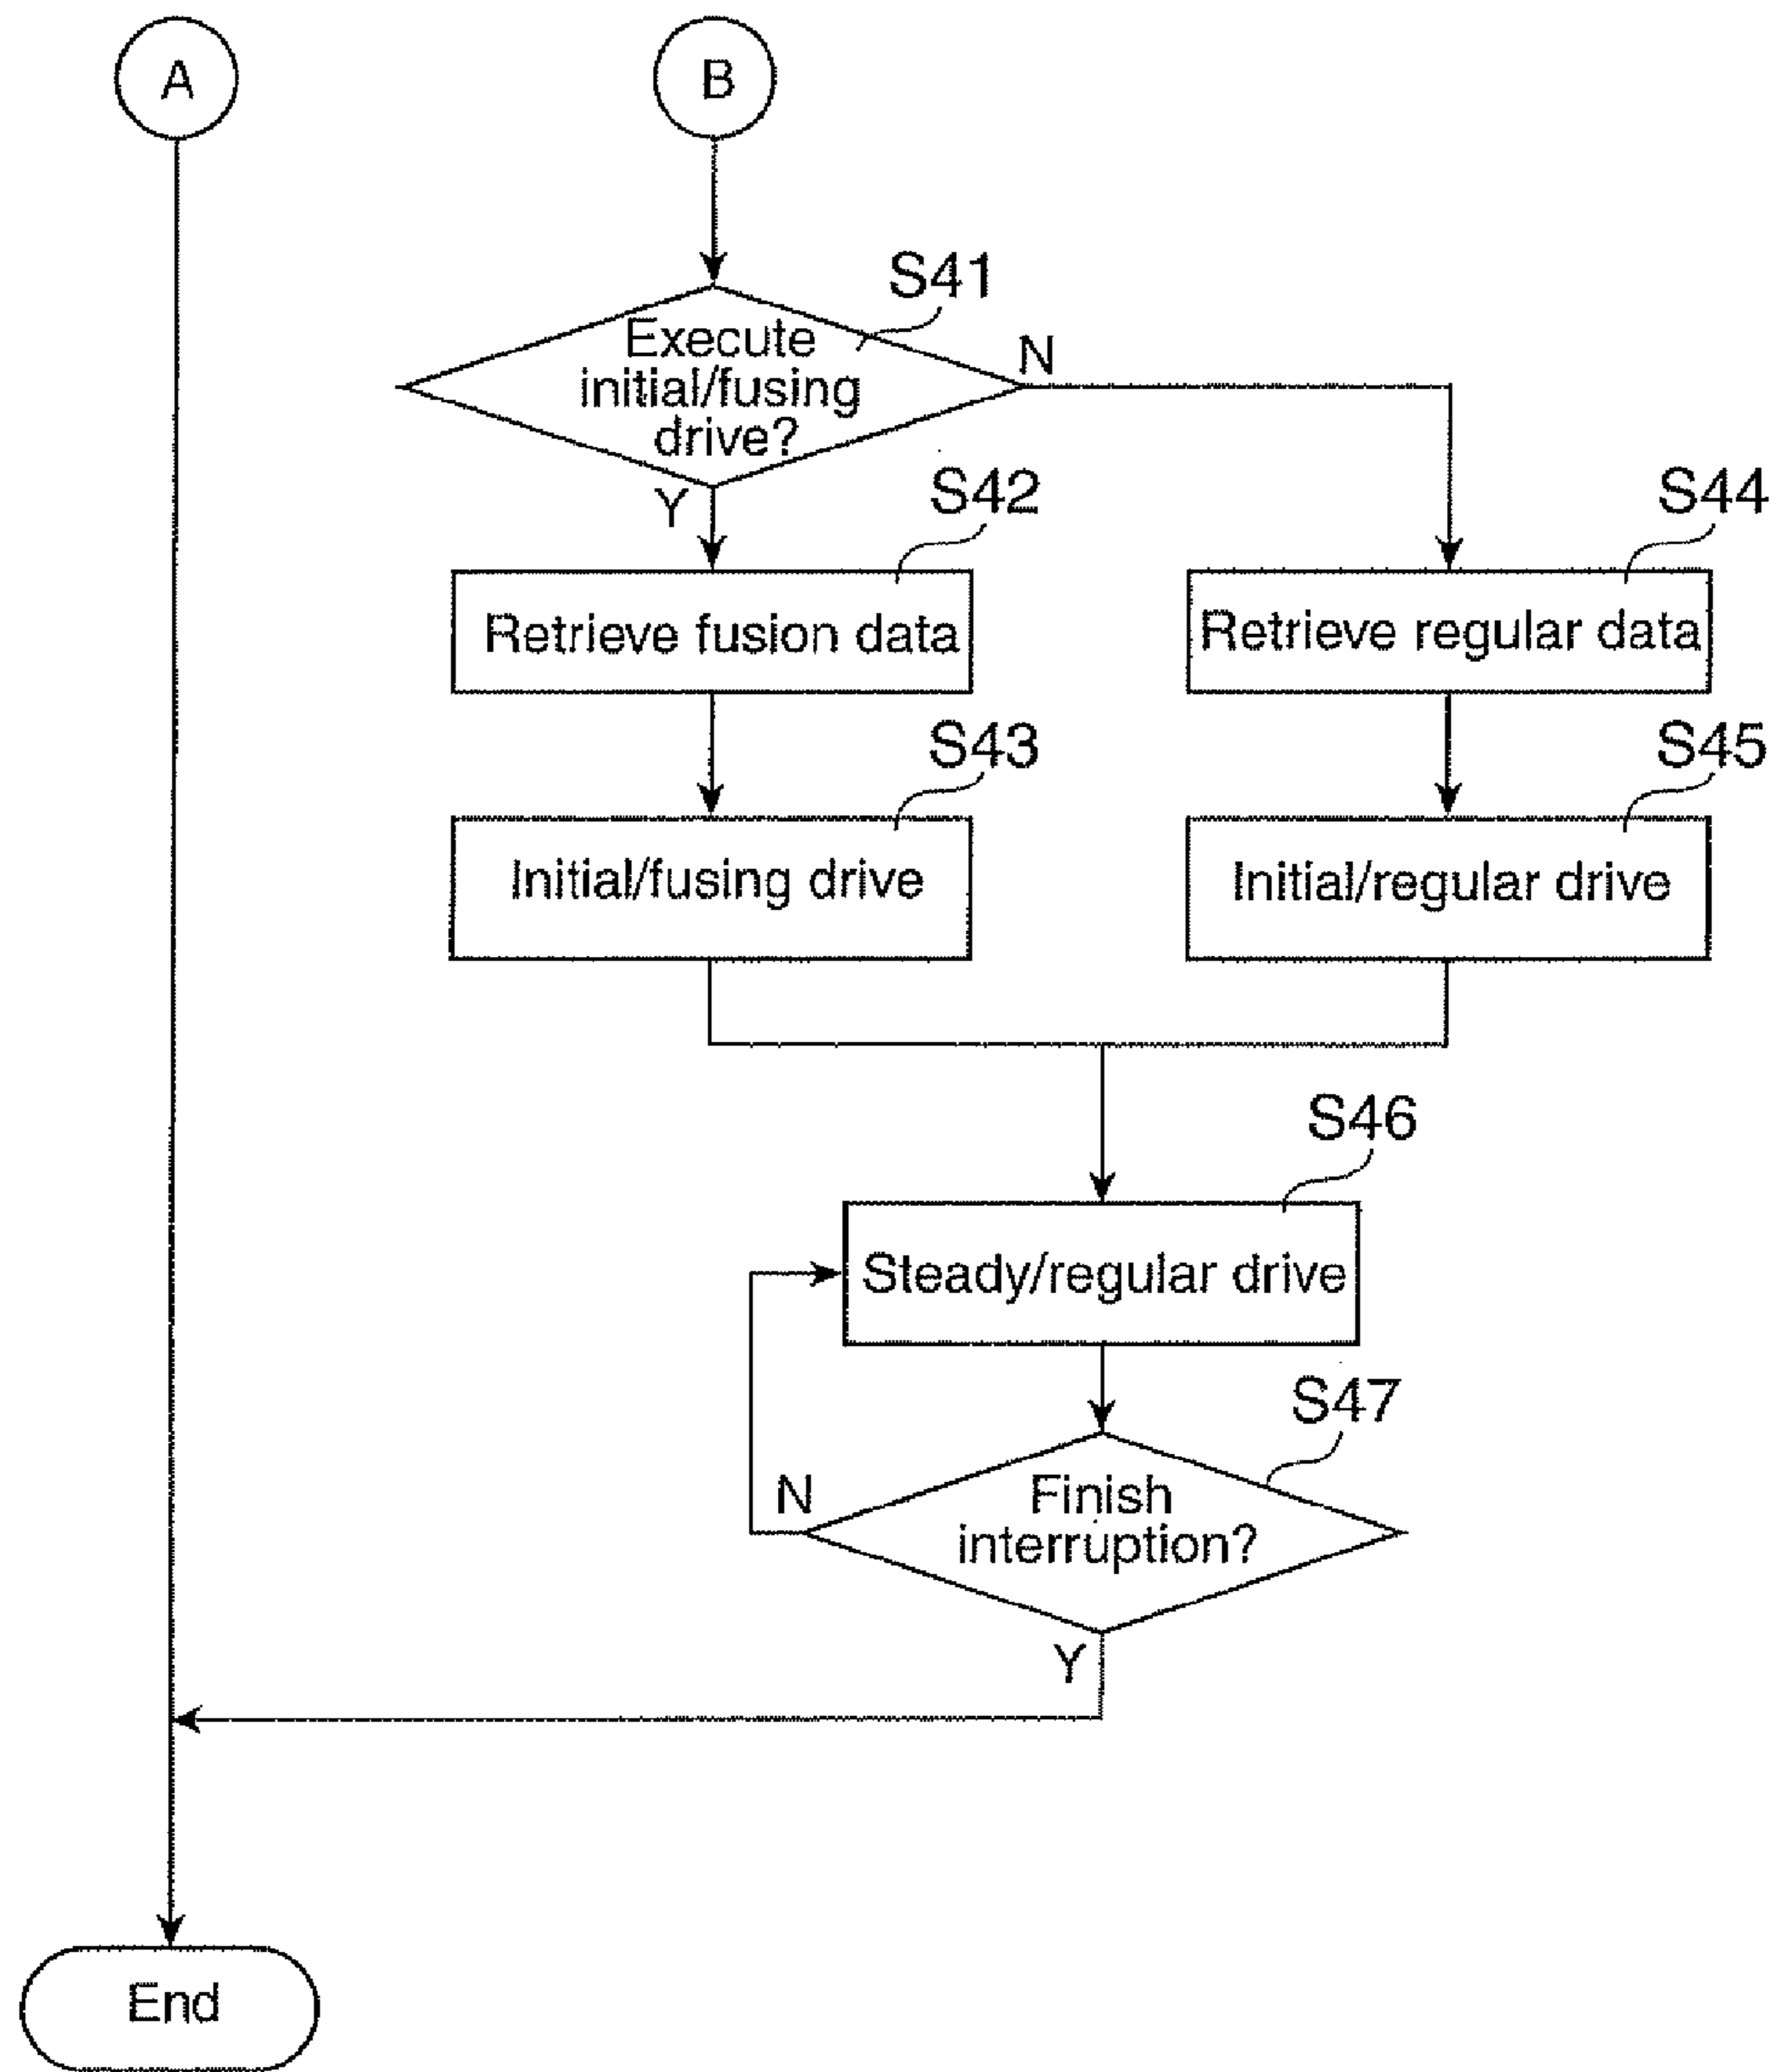 A
B
S41
Execute
initial/fusing
drive?
N
Y
S42
S44
Retrieve fusion data
Retrieve regular data
S43
S45
Initial/fusing drive
Initial/regular drive
S46
Steady/regular drive
S47
N
Finish
interruption?
Y
End